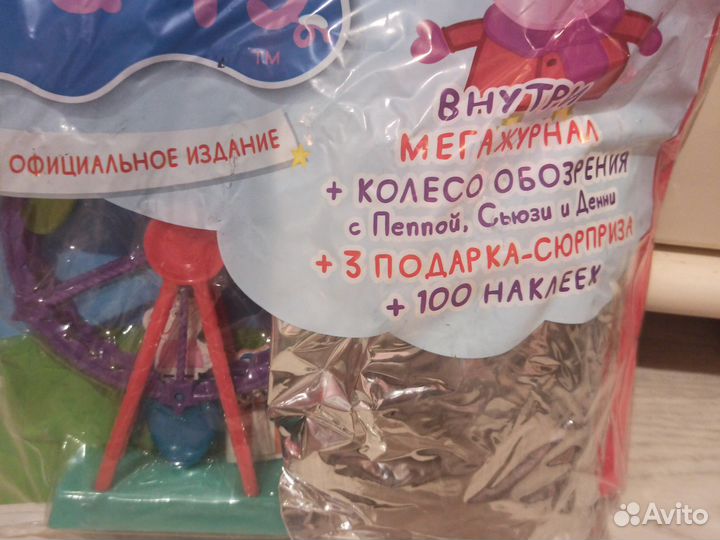 TM
ОФИЦИАЛЬНОЕ ИЗДАНИЕ
ВНУТРИ
МЕГАЖУРНАЛ
+ КОЛЕСО ОБОЗРЕНИЯ
с Пеппой, Сьюзи и Денни
+ 3 ПОДАРКА-СЮРПРИЗА
+ 100 НАКЛЕЕК
Avito